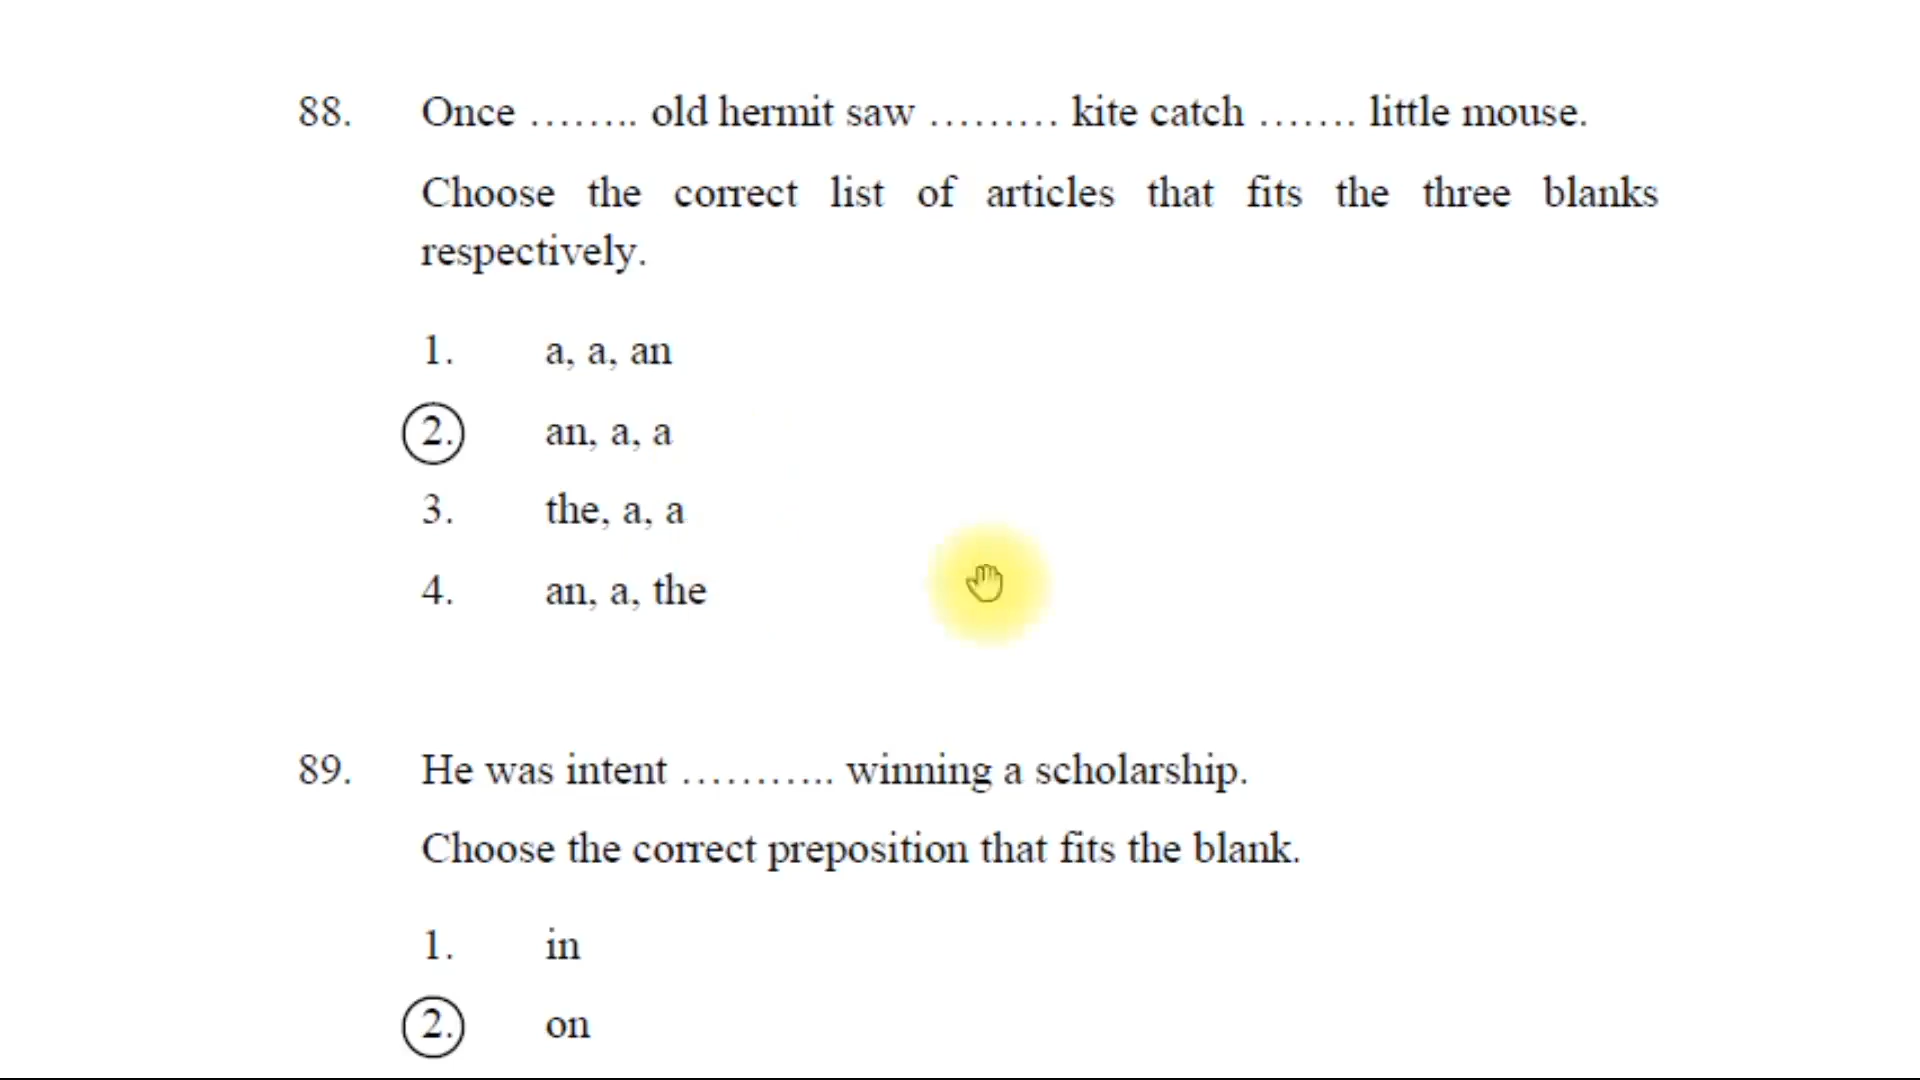 88. Once ........ old hermit saw ......... kite catch ....... little mouse.
Choose the correct list of articles that fits the three blanks
respectively.
1. a, a, an
2. an, a, a
3. the, a, a
4. an, a, the
89. He was intent ........... winning a scholarship.
Choose the correct preposition that fits the blank.
1. in
2. on